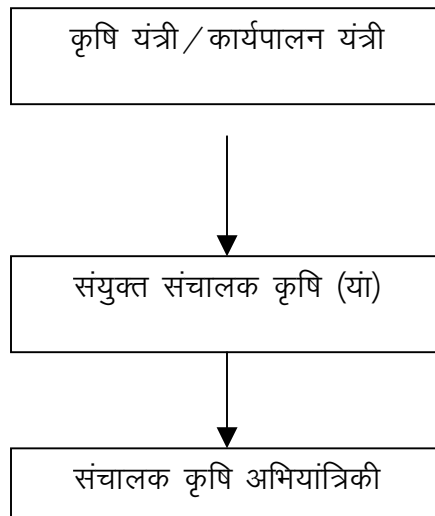 कृषि यंत्री / कार्यपालन यंत्री
संयुक्त संचालक कृषि (यां)
संचालक कृषि अभियांत्रिकी